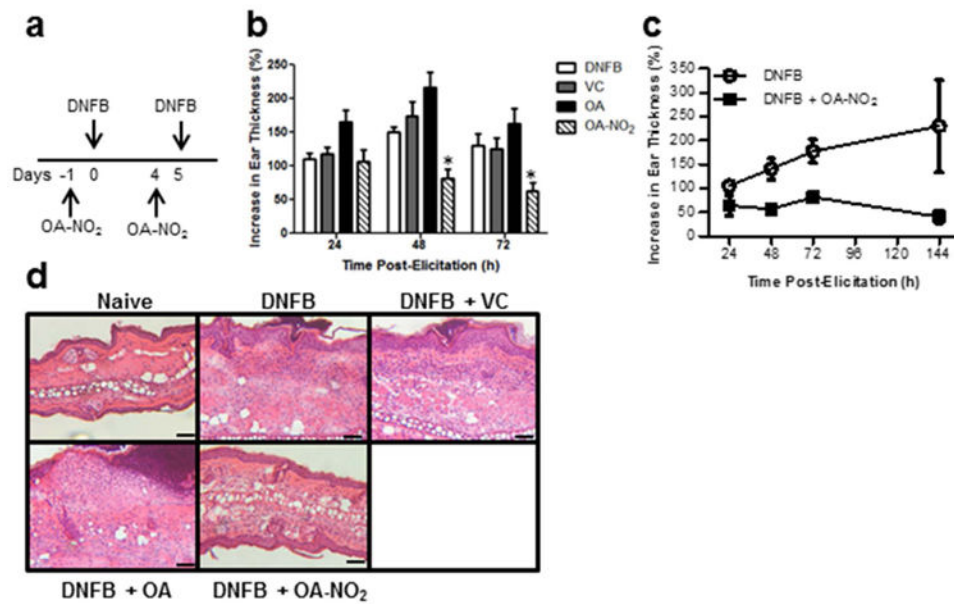 a
DNFB DNFB
Days -1 0 4 5
OA-NO₂ OA-NO₂
b
Increase in Ear Thickness (%)
250
200
150
100
50
0
24 48 72
Time Post-Elicitation (h)
* *
DNFB
VC
OA
OA-NO₂
c
Increase in Ear Thickness (%)
350
300
250
200
150
100
50
0
24 48 72 96 120 144
Time Post-Elicitation (h)
DNFB
DNFB + OA-NO₂
d
Naive DNFB DNFB + VC
DNFB + OA DNFB + OA-NO₂